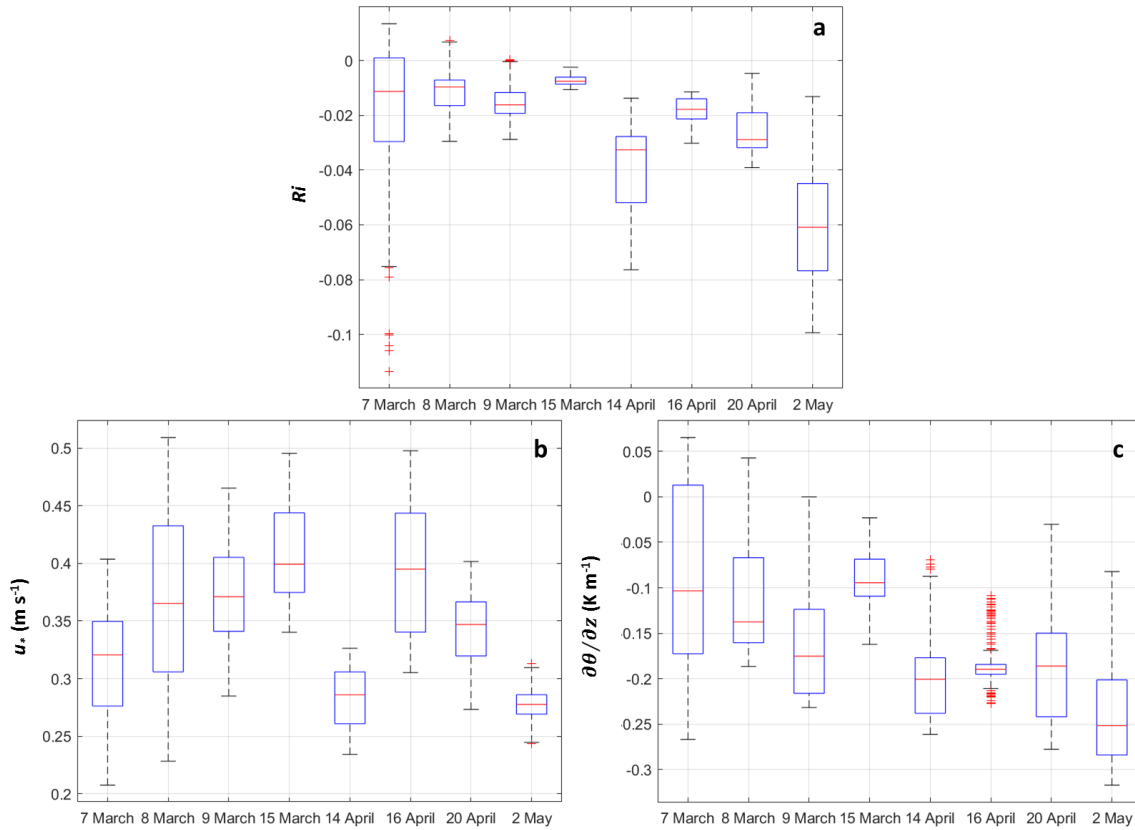 a
0
-0.02
-0.04
-0.06
-0.08
-0.1
Ri
7 March 8 March 9 March 15 March 14 April 16 April 20 April 2 May
b
0.5
0.45
0.4
0.35
0.3
0.25
0.2
u* (m s-1)
7 March 8 March 9 March 15 March 14 April 16 April 20 April 2 May
c
0.05
0
-0.05
-0.1
-0.15
-0.2
-0.25
-0.3
∂θ/∂z (K m-1)
7 March 8 March 9 March 15 March 14 April 16 April 20 April 2 May